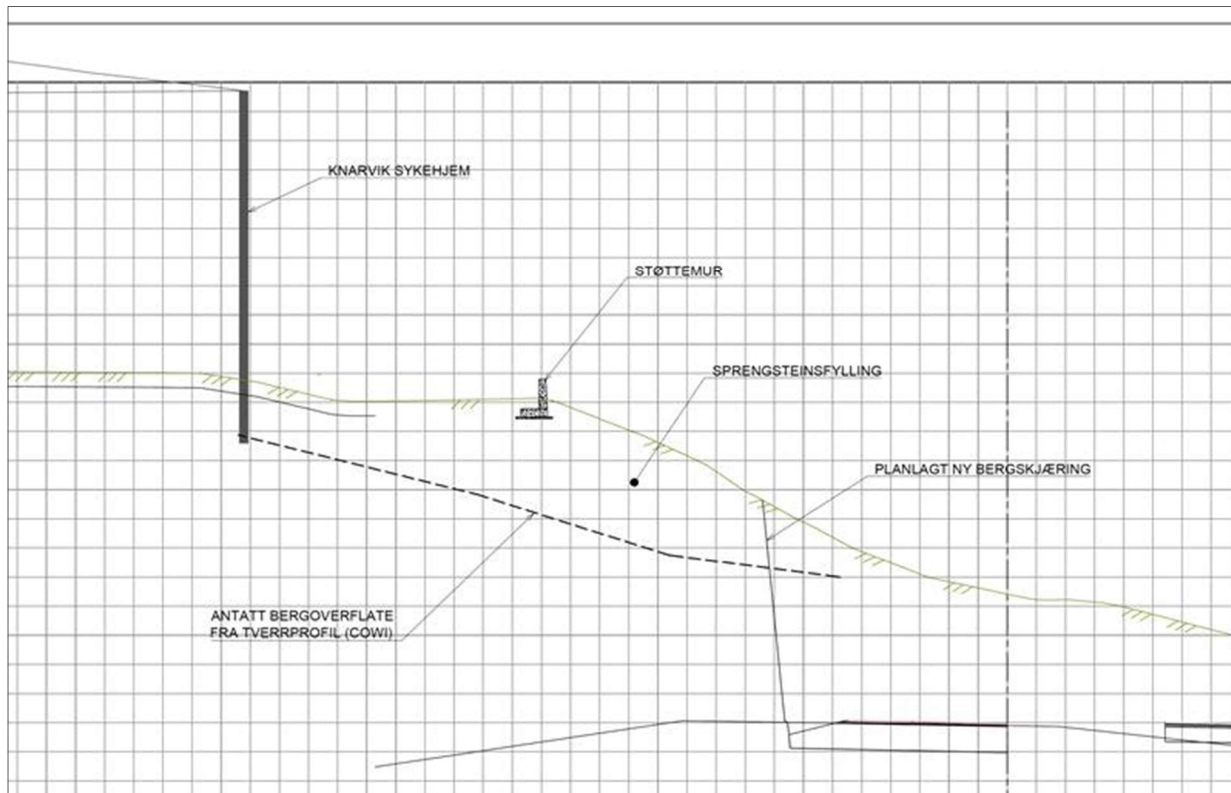 KNARVIK SYKEHJEM
STØTTEMUR
SPRENGSTEINSFYLLING
PLANLAGT NY BERGSKJÆRING
ANTATT BERGOVERFLATE
FRA TVERRPROFIL (COWI)